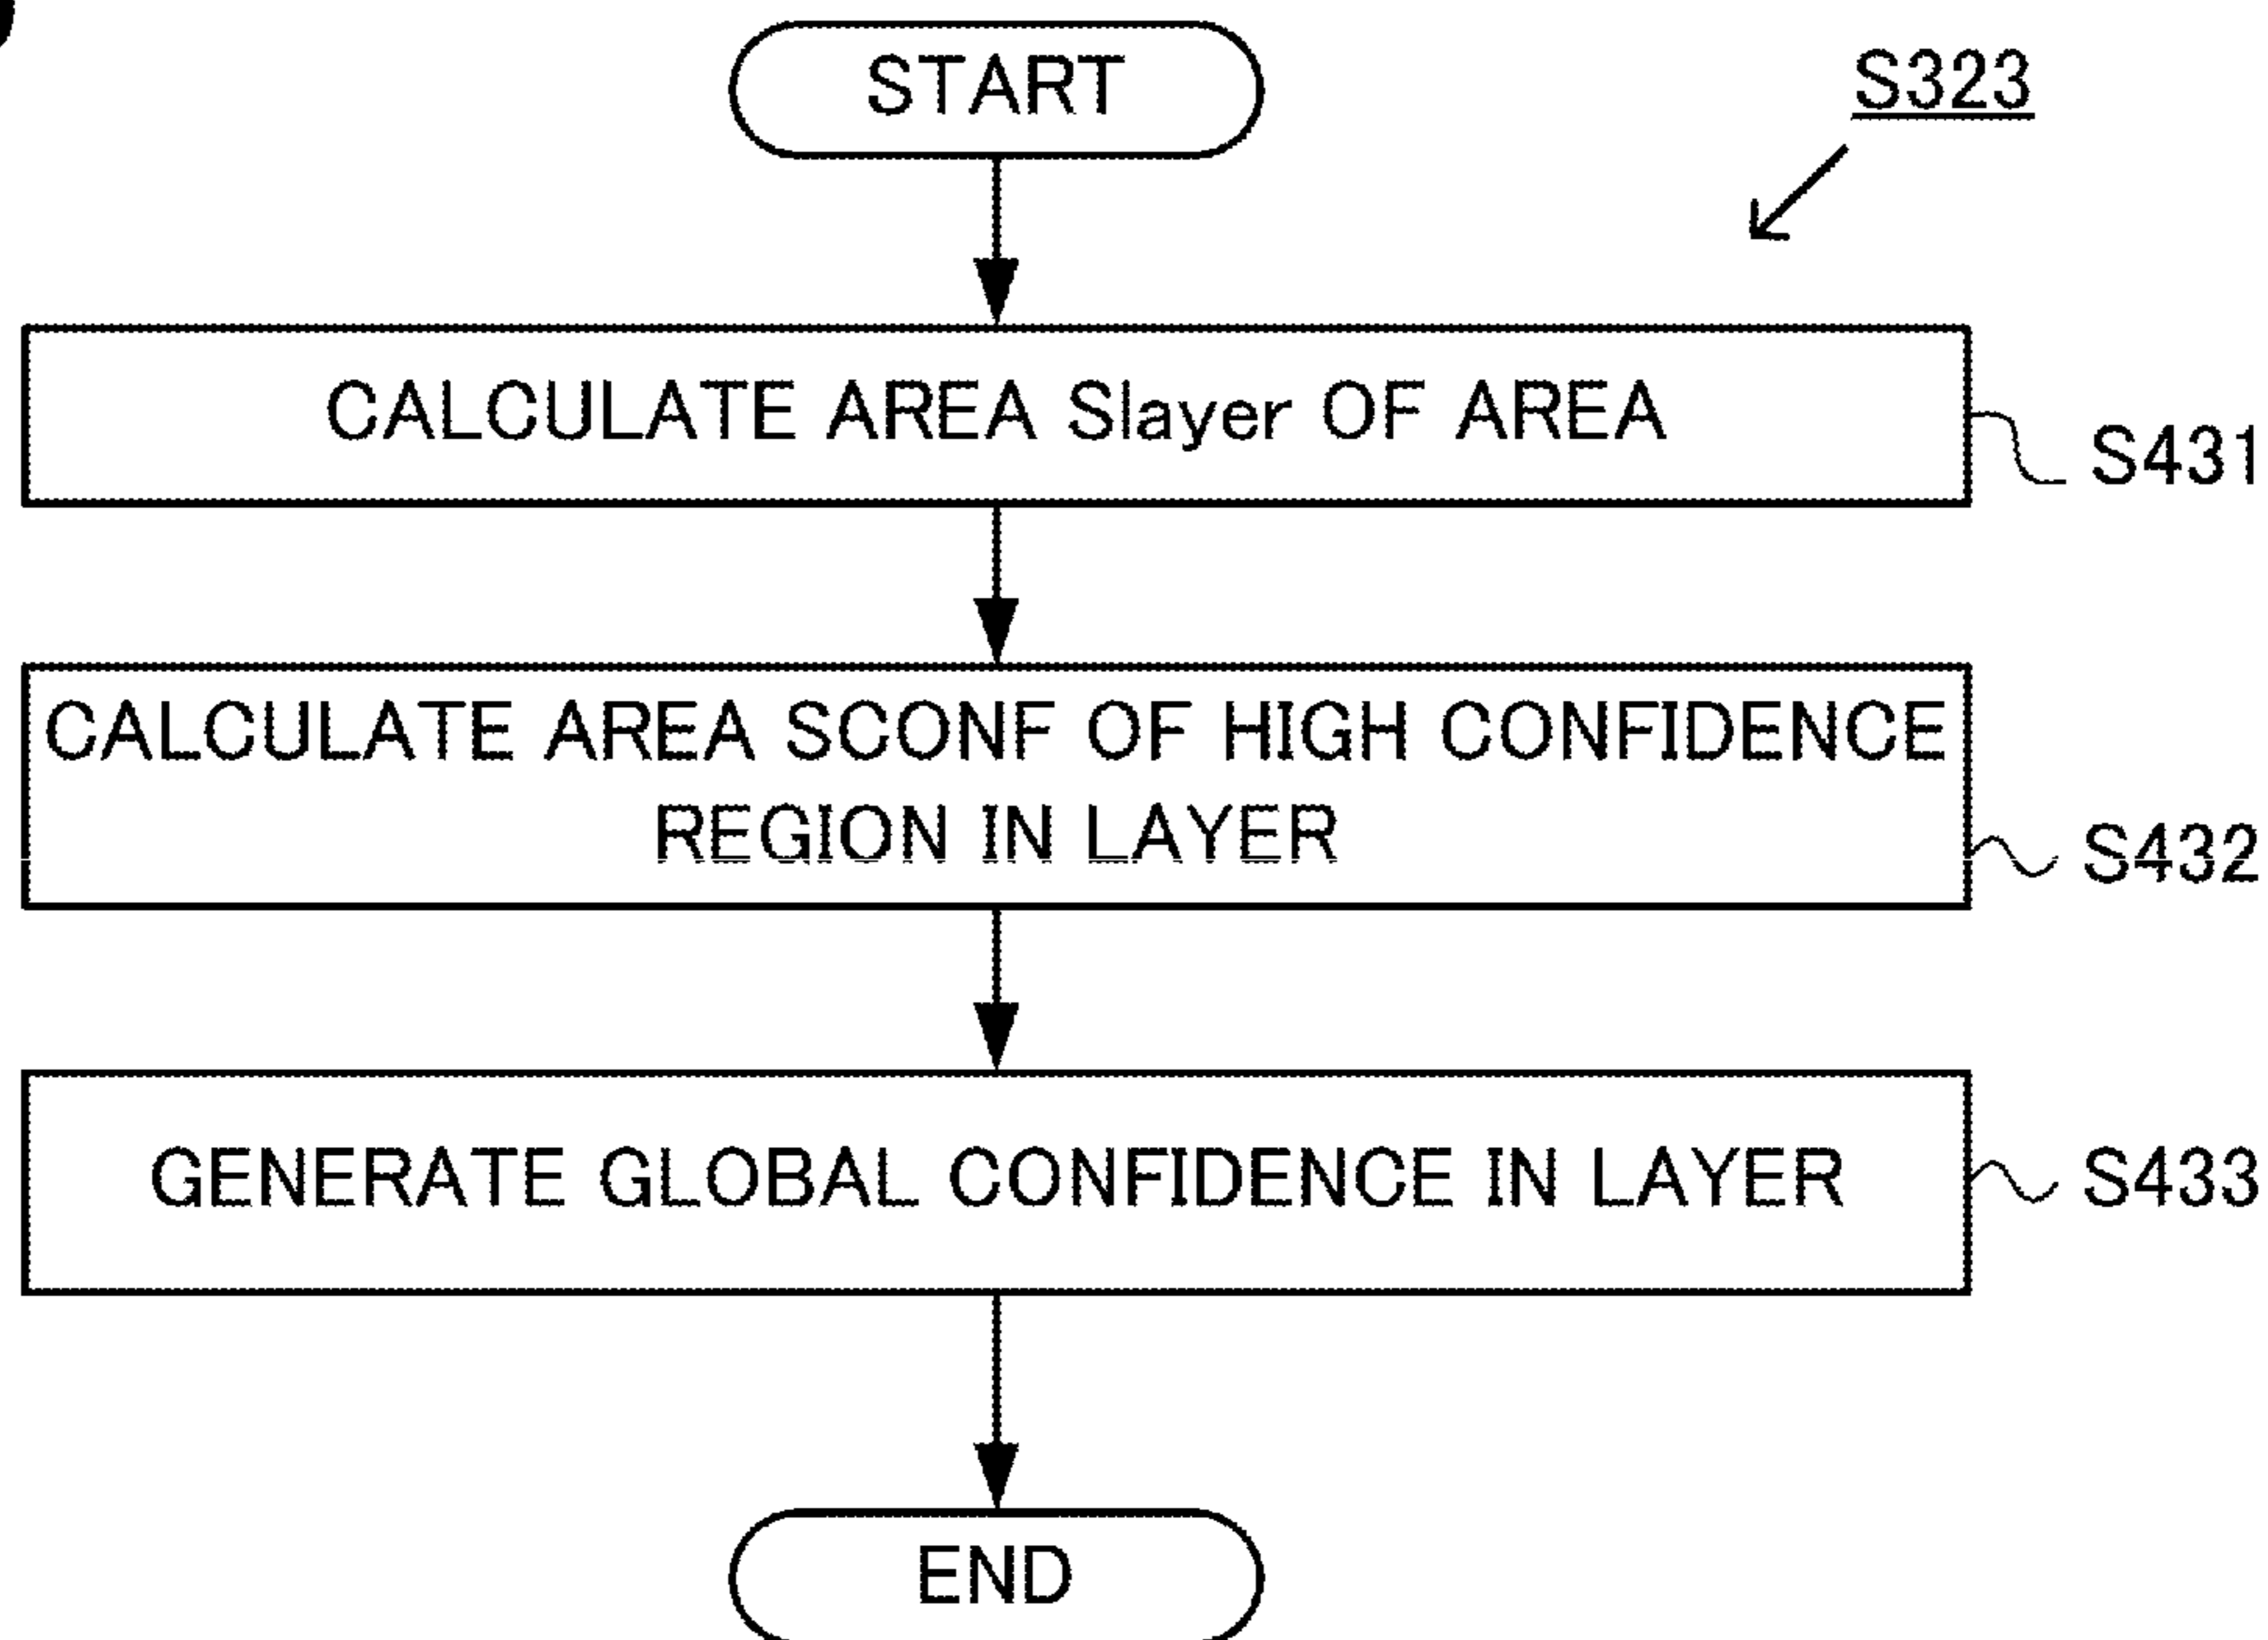 START
S323
CALCULATE AREA Slayer OF AREA
S431
CALCULATE AREA SCONF OF HIGH CONFIDENCE
REGION IN LAYER
S432
GENERATE GLOBAL CONFIDENCE IN LAYER
S433
END